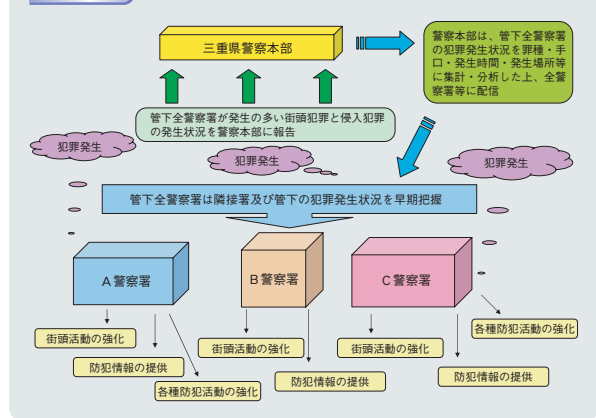 三重県警察本部
警察本部は、管下全警察署
の犯罪発生状況を罪種・手
口・発生時間・発生場所等
に集計・分析した上、全警
察署等に配信
管下全警察署が発生の多い街頭犯罪と侵入犯罪
の発生状況を警察本部に報告
犯罪発生
犯罪発生
犯罪発生
管下全警察署は隣接署及び管下の犯罪発生状況を早期把握
A警察署
B警察署
C警察署
街頭活動の強化
防犯情報の提供
各種防犯活動の強化
街頭活動の強化
防犯情報の提供
街頭活動の強化
防犯情報の提供
各種防犯活動の強化